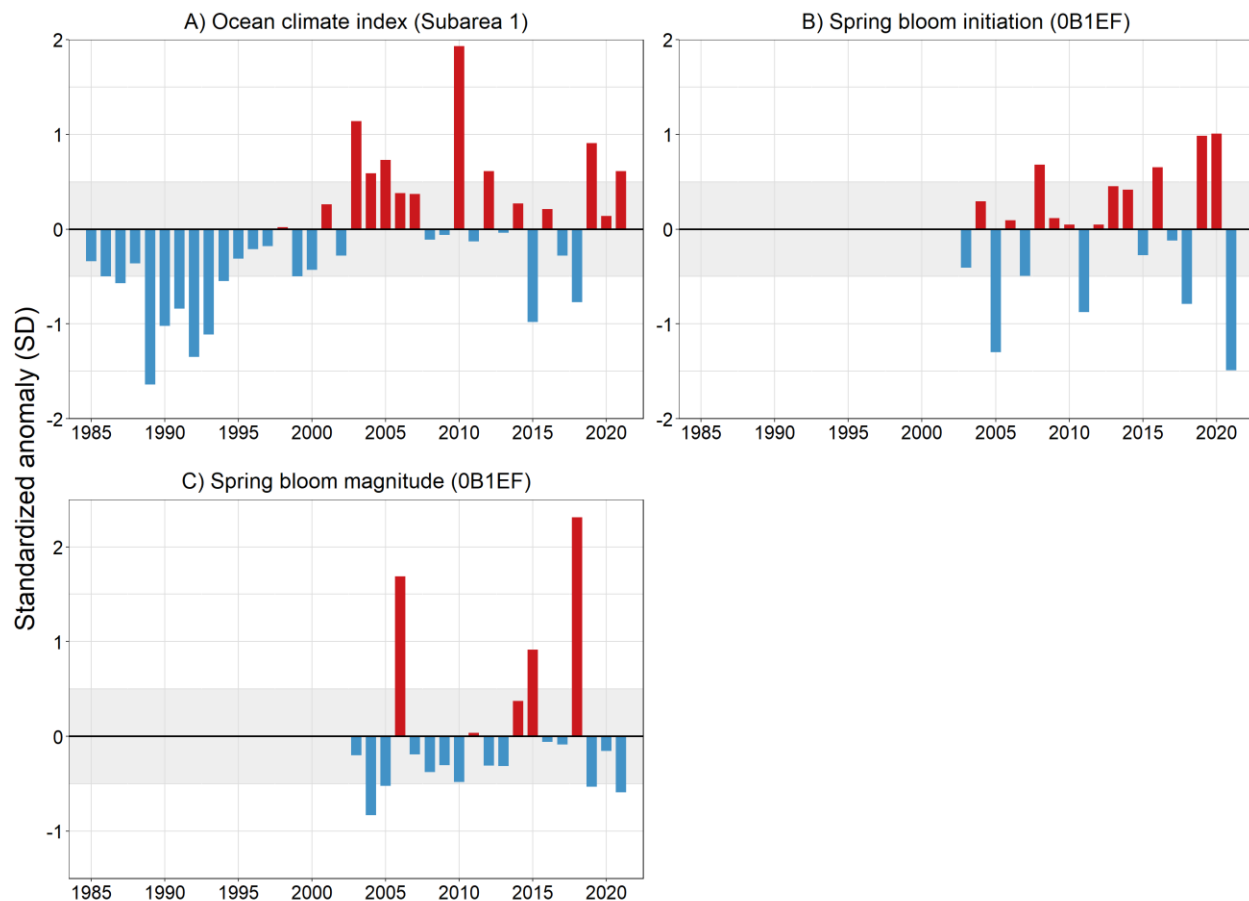 A) Ocean climate index (Subarea 1)
2
1
0
-1
-2
1985 1990 1995 2000 2005 2010 2015 2020
B) Spring bloom initiation (0B1EF)
2
1
0
-1
-2
1985 1990 1995 2000 2005 2010 2015 2020
Standardized anomaly (SD)
C) Spring bloom magnitude (0B1EF)
2
1
0
-1
1985 1990 1995 2000 2005 2010 2015 2020